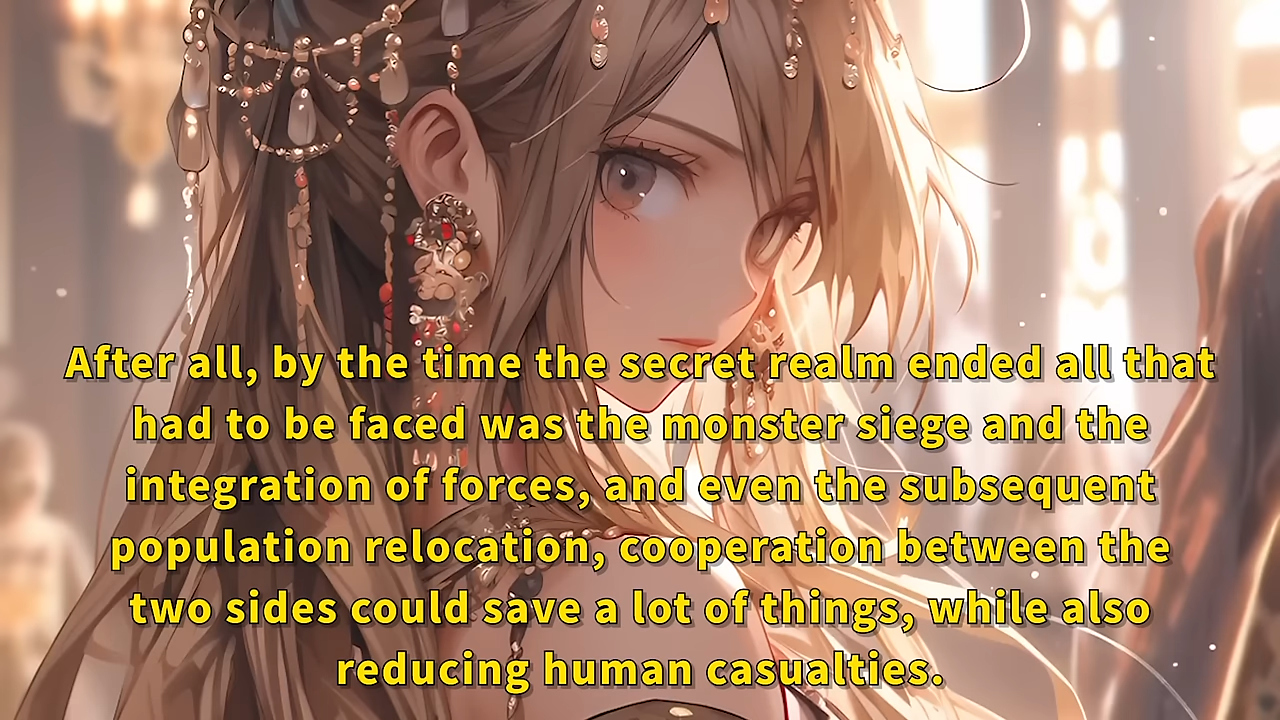 After all, by the time the secret realm ended all that
had to be faced was the monster siege and the
integration of forces, and even the subsequent
population relocation, cooperation between the
two sides could save a lot of things, while also
reducing human casualties.